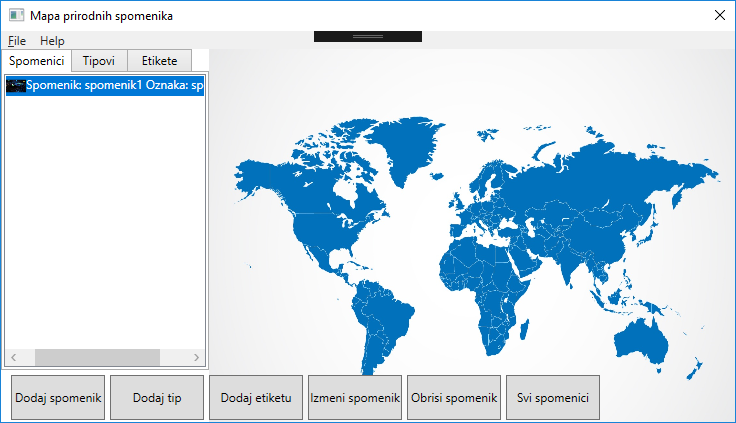 Mapa prirodnih spomenika
File Help
Spomenici Tipovi Etikete
Spomenik: spomenik1 Oznaka: sp
Dodaj spomenik Dodaj tip Dodaj etiketu Izmeni spomenik Obrisi spomenik Svi spomenici